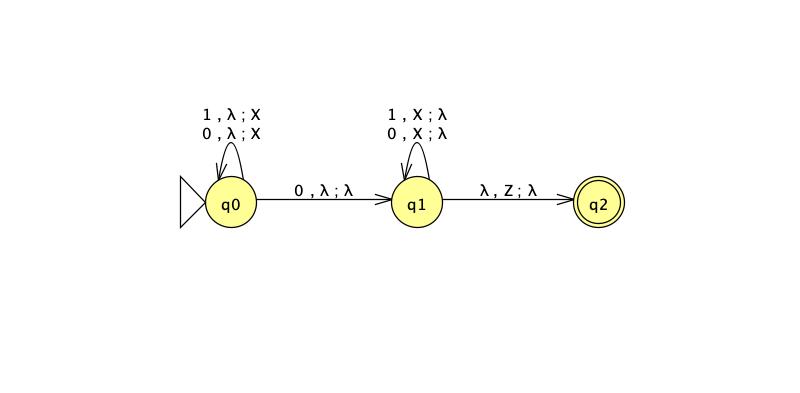 1 , λ ; X
0 , λ ; X
1 , X ; λ
0 , X ; λ
0 , λ ; λ
λ , Z ; λ
q0
q1
q2